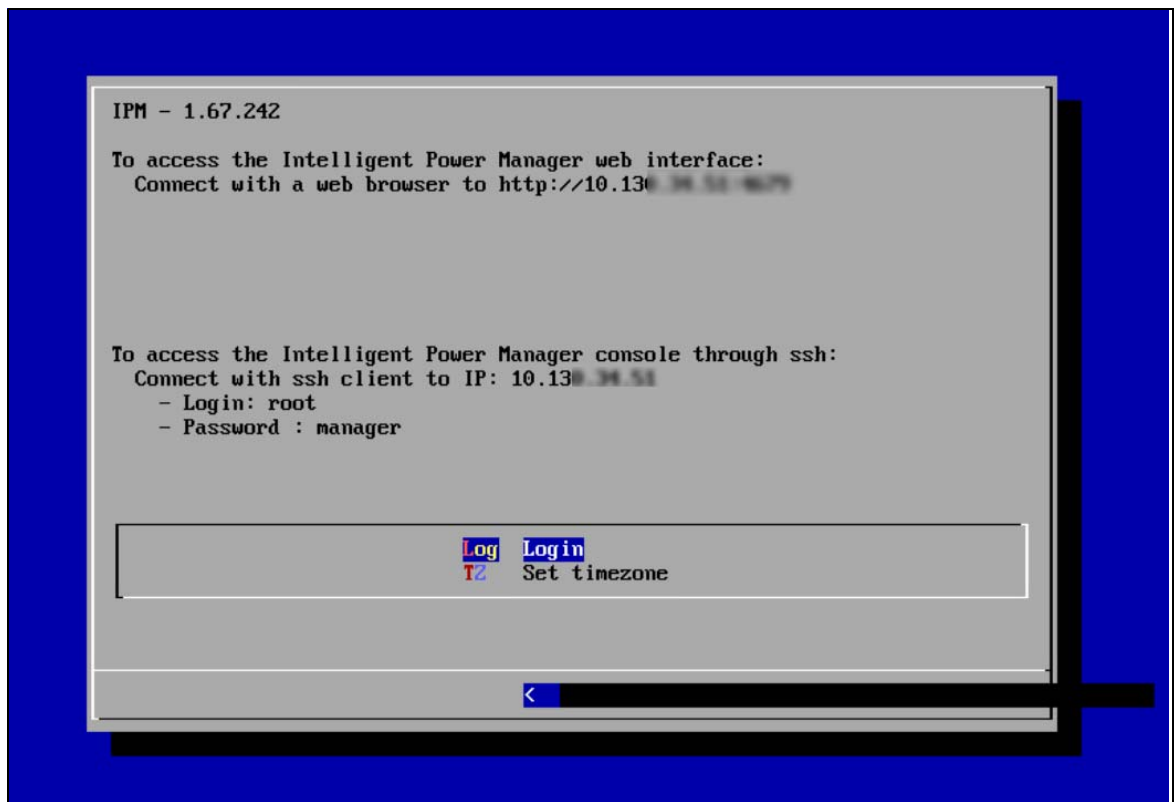 IPM - 1.67.242
To access the Intelligent Power Manager web interface:
Connect with a web browser to http://10.13
To access the Intelligent Power Manager console through ssh:
Connect with ssh client to IP: 10.13
- Login: root
- Password : manager
Log Login
TZ Set timezone
<